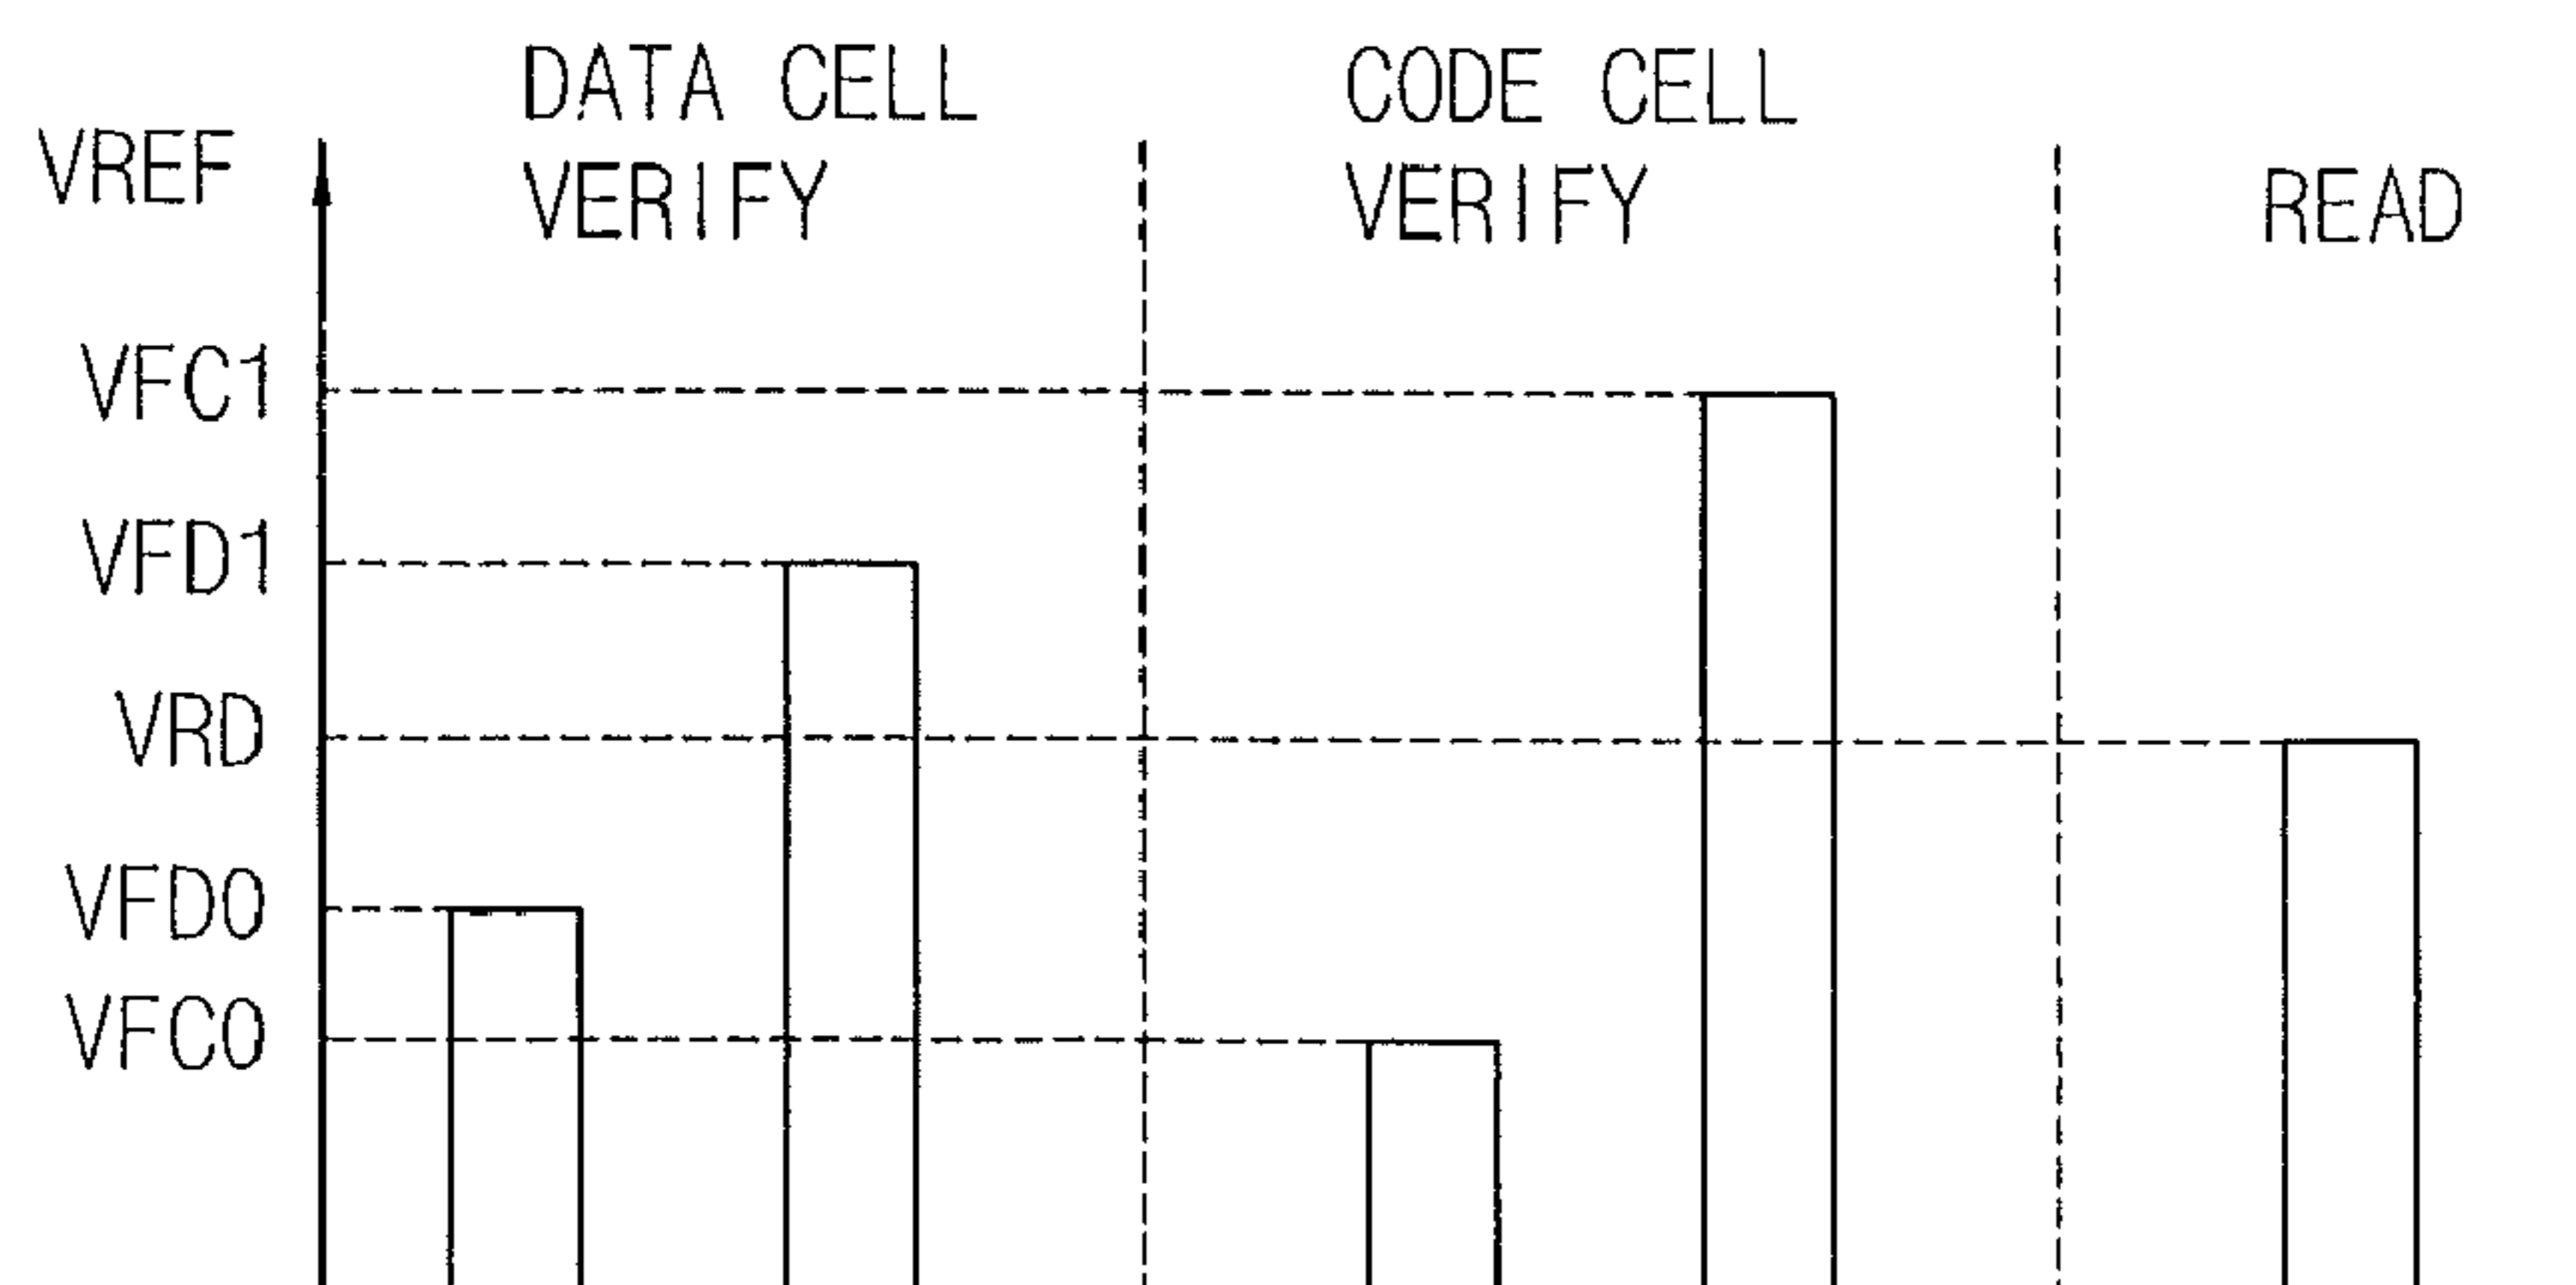 DATA CELL
VERIFY
CODE CELL
VERIFY
READ
VREF
VFC1
VFD1
VRD
VFD0
VFC0